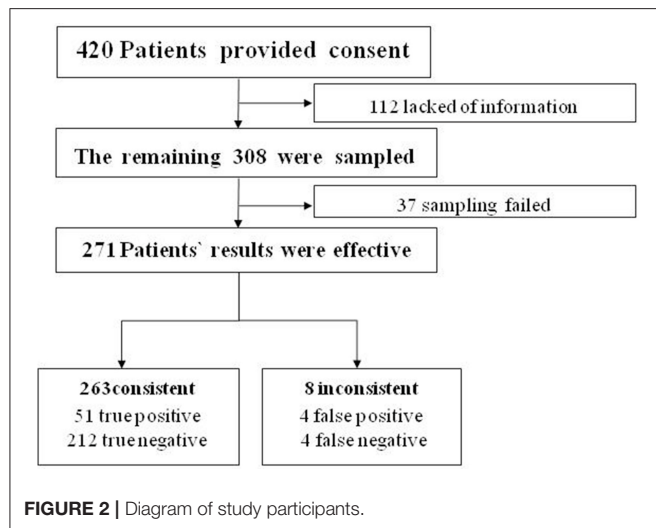 420 Patients provided consent
112 lacked of information
The remaining 308 were sampled
37 sampling failed
271 Patients` results were effective
263 consistent
51 true positive
212 true negative
8 inconsistent
4 false positive
4 false negative
FIGURE 2 | Diagram of study participants.